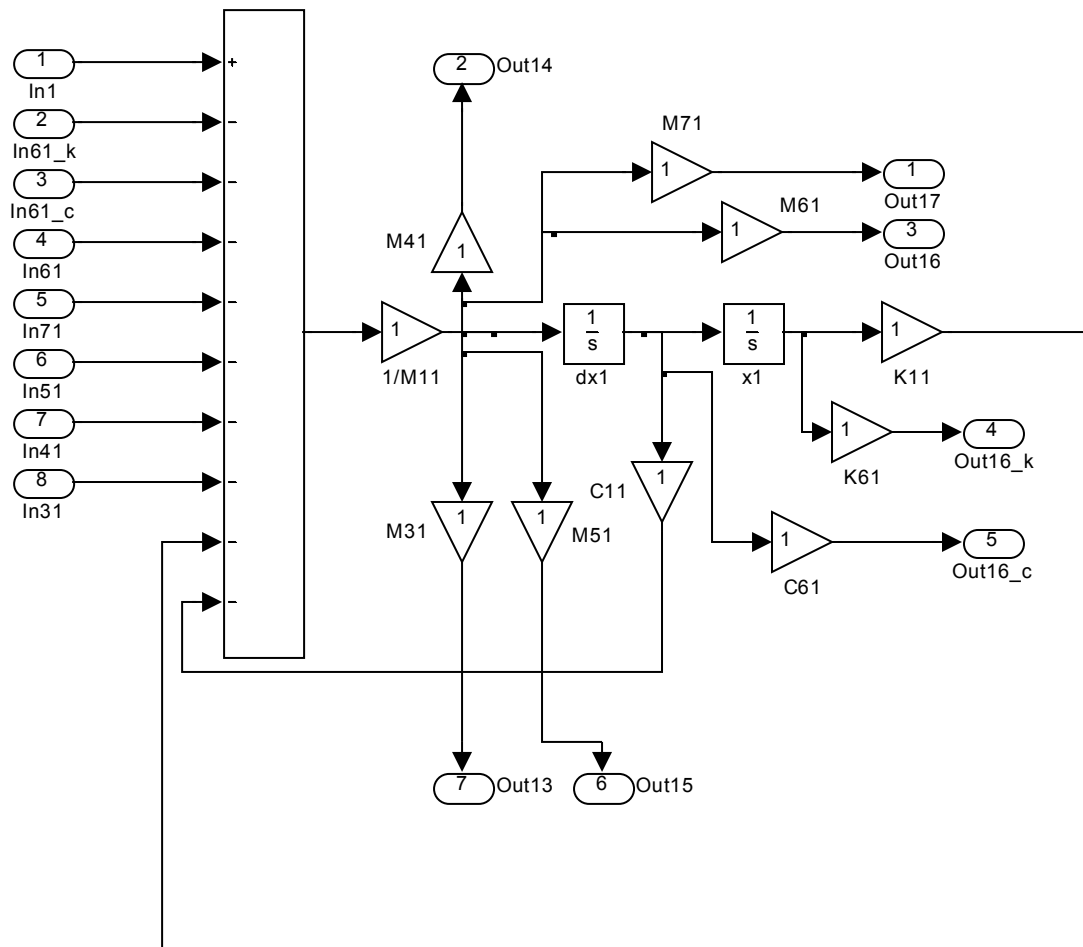 1
+
In1
2
−
In61_k
3
−
In61_c
4
−
In61
5
−
In71
6
−
In51
7
−
In41
8
−
In31
−
−
2
Out14
M41
1
M71
1
1
Out17
M61
1
3
Out16
1
1/M11
1
s
dx1
1
s
x1
1
K11
1
K61
4
Out16_k
C11
1
M31
1
1
M51
1
C61
5
Out16_c
7
Out13
6
Out15